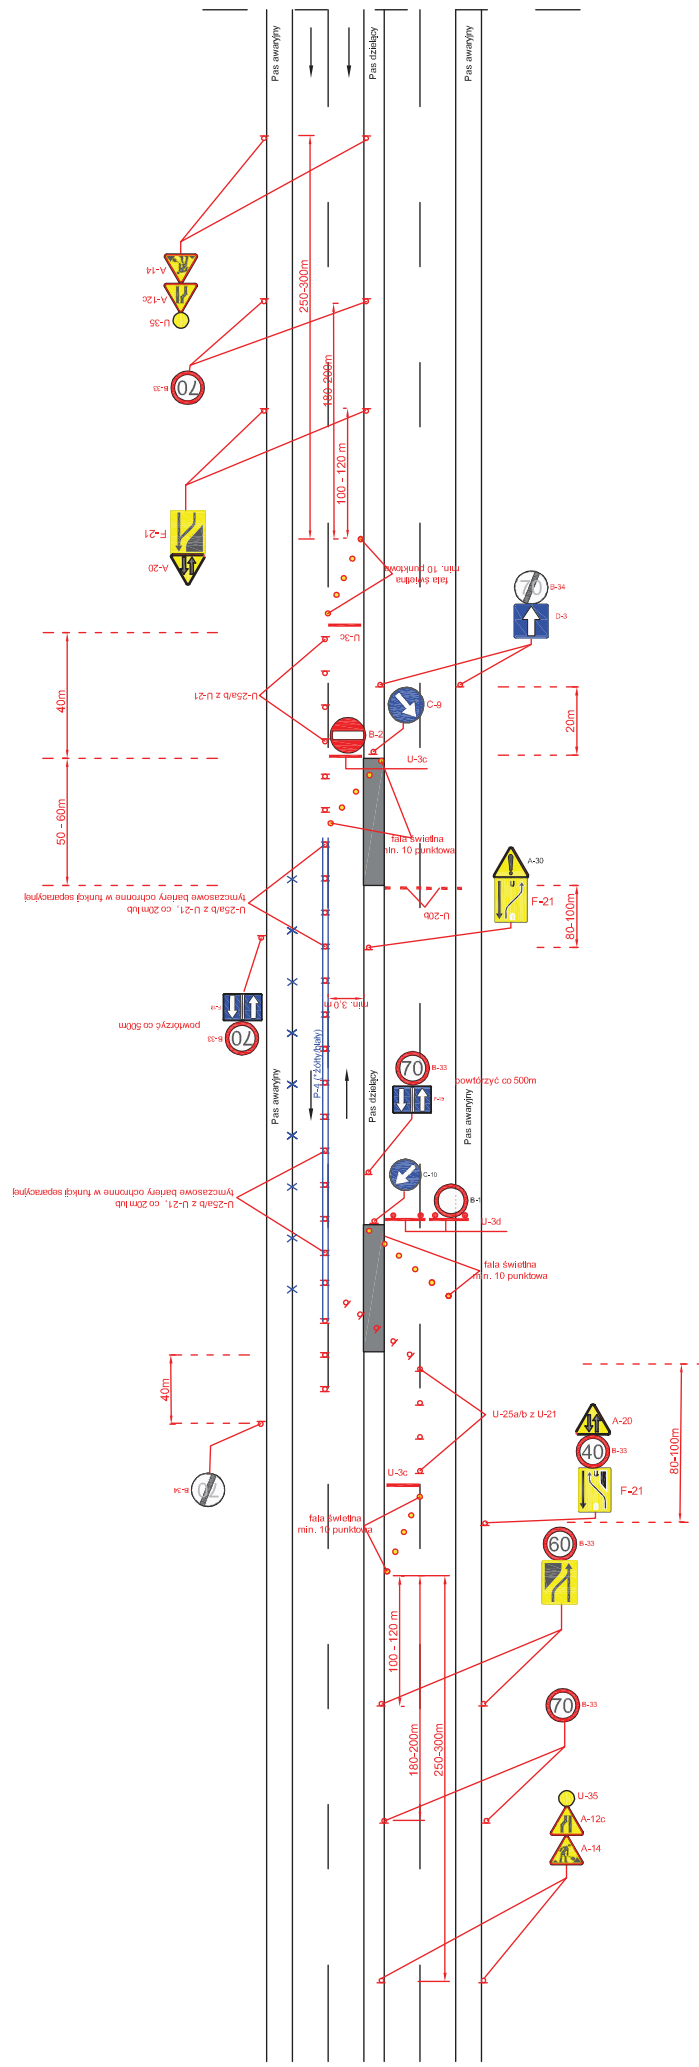 Pas awaryjny
Pas dzielący
Pas awaryjny
250-300m
A-14
A-12c
U-35
180-200m
70
B-33
100 - 120 m
F-21
A-20
fala świetlna
min. 10 punktowa
70
B-34
D-3
U-3c
40m
U-25a/b z U-21
C-9
20m
B-2
U-3c
50 - 60m
fala świetlna
min. 10 punktowa
A-30
F-21
U-25a/b z U-21, co 20m lub
tymczasowe bariery ochronne w funkcji separacyjnej
U-20b
80-100m
min. 3,0 m
powtórzyć co 500m
70
B-33
P-4 /*żółty/biały)
70
B-33
powtórzyć co 500m
Pas awaryjny
Pas dzielący
Pas awaryjny
C-10
B-1
U-3d
U-25a/b z U-21, co 20m lub
tymczasowe bariery ochronne w funkcji separacyjnej
fala świetlna
min. 10 punktowa
40m
80-100m
U-25a/b z U-21
A-20
40
B-33
F-21
70
B-34
U-3c
fala świetlna
min. 10 punktowa
60
B-33
100 - 120 m
180-200m
250-300m
70
B-33
U-35
A-12c
A-14